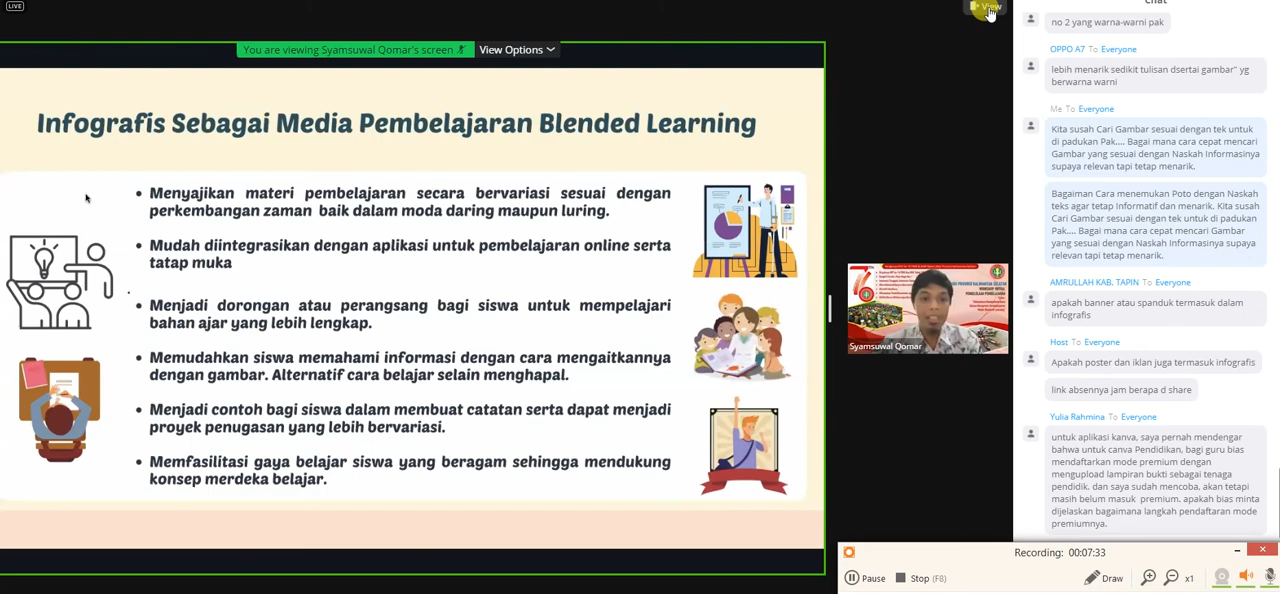 LIVE
View
You are viewing Syamsuwal Qomar's screen
View Options
Infografis Sebagai Media Pembelajaran Blended Learning
• Menyajikan materi pembelajaran secara bervariasi sesuai dengan
perkembangan zaman baik dalam moda daring maupun luring.
• Mudah diintegrasikan dengan aplikasi untuk pembelajaran online serta
tatap muka
• Menjadi dorongan atau perangsang bagi siswa untuk mempelajari
bahan ajar yang lebih lengkap.
• Memudahkan siswa memahami informasi dengan cara mengaitkannya
dengan gambar. Alternatif cara belajar selain menghapal.
• Menjadi contoh bagi siswa dalam membuat catatan serta dapat menjadi
proyek penugasan yang lebih bervariasi.
• Memfasilitasi gaya belajar siswa yang beragam sehingga mendukung
konsep merdeka belajar.
Syamsuwal Qomar
Chat
no 2 yang warna-warni pak
OPPO A7 To Everyone
lebih menarik sedikit tulisan dsertai gambar" yg
berwarna warni
Me To Everyone
Kita susah Cari Gambar sesuai dengan tek untuk
di padukan Pak.... Bagai mana cara cepat mencari
Gambar yang sesuai dengan Naskah Informasinya
supaya relevan tapi tetap menarik.
Bagaiman Cara menemukan Poto dengan Naskah
teks agar tetap Informatif dan menarik. Kita susah
Cari Gambar sesuai dengan tek untuk di padukan
Pak.... Bagai mana cara cepat mencari Gambar
yang sesuai dengan Naskah Informasinya supaya
relevan tapi tetap menarik.
AMRULLAH KAB. TAPIN To Everyone
apakah banner atau spanduk termasuk dalam
infografis
Host To Everyone
Apakah poster dan iklan juga termasuk infografis
link absennya jam berapa d share
Yulia Rahmina To Everyone
untuk aplikasi kanva, saya pernah mendengar
bahwa untuk canva Pendidikan, bagi guru bias
mendaftarkan mode premium dengan
mengupload lampiran bukti sebagai tenaga
pendidik. dan saya sudah mencoba, akan tetapi
masih belum masuk premium. apakah bias minta
dijelaskan bagaimana langkah pendaftaran mode
premiumnya.
Recording: 00:07:33
Pause
Stop (F8)
Draw
x1